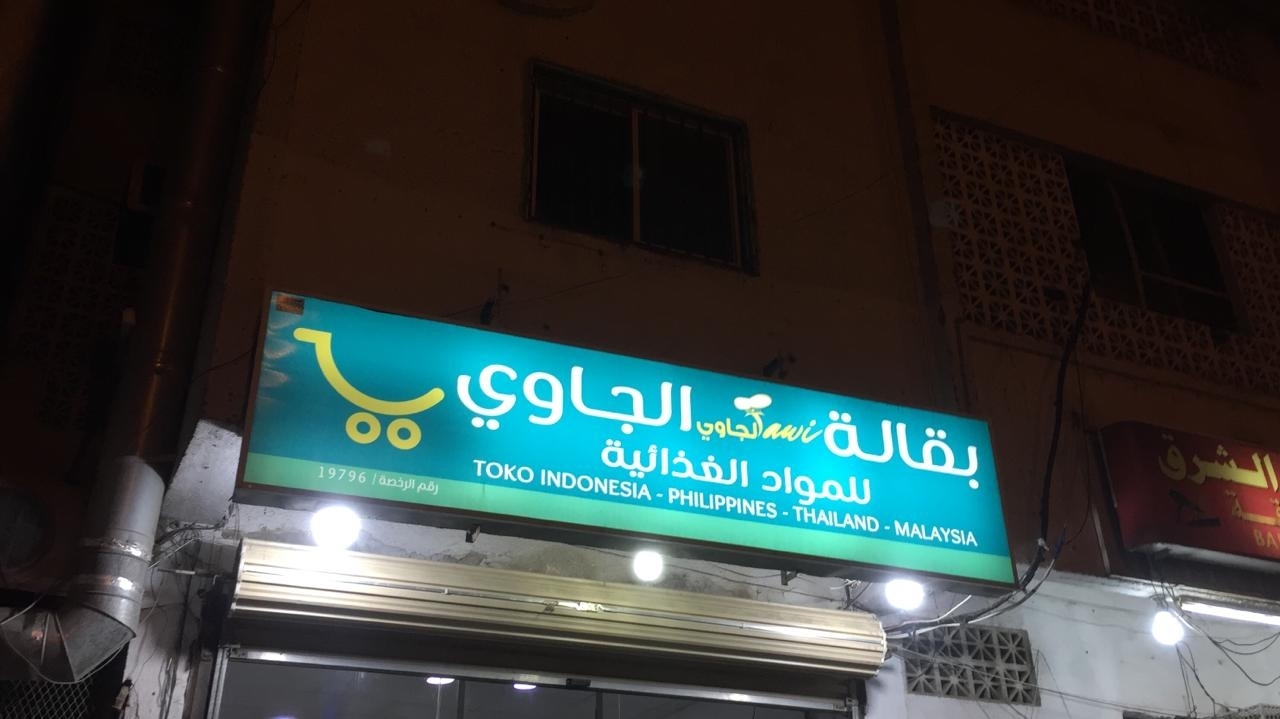 بقالة Jawi الجاوي الجاوي
للمواد الغذائية
TOKO INDONESIA - PHILIPPINES - THAILAND - MALAYSIA
رقم الرخصة / 19796
الشرق